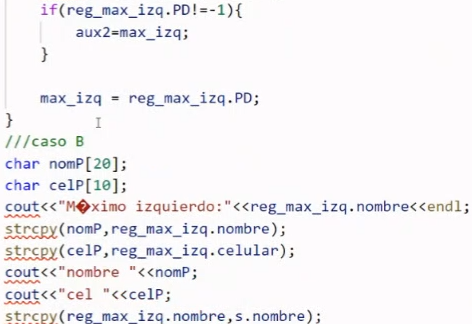 if(reg_max_izq.PD!=-1){
aux2=max_izq;
}
max_izq = reg_max_izq.PD;
}
///caso B
char nomP[20];
char celP[10];
cout<<"M�ximo izquierdo:"<<reg_max_izq.nombre<<endl;
strcpy(nomP,reg_max_izq.nombre);
strcpy(celP,reg_max_izq.celular);
cout<<"nombre "<<nomP;
cout<<"cel "<<celP;
strcpy(reg_max_izq.nombre,s.nombre);